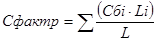 Сфактр = ∑ (Сбi · Li) / L